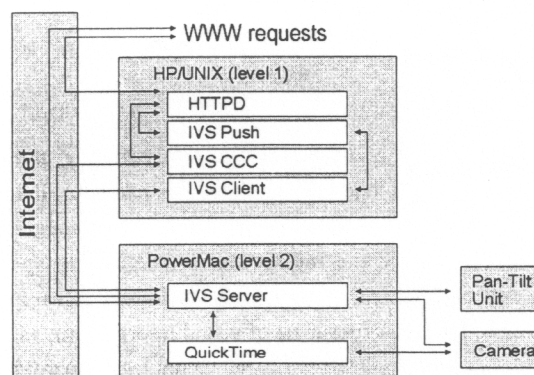 WWW requests
HP/UNIX (level 1)
HTTPD
IVS Push
IVS CCC
IVS Client
Internet
PowerMac (level 2)
IVS Server
QuickTime
Pan-Tilt
Unit
Camera